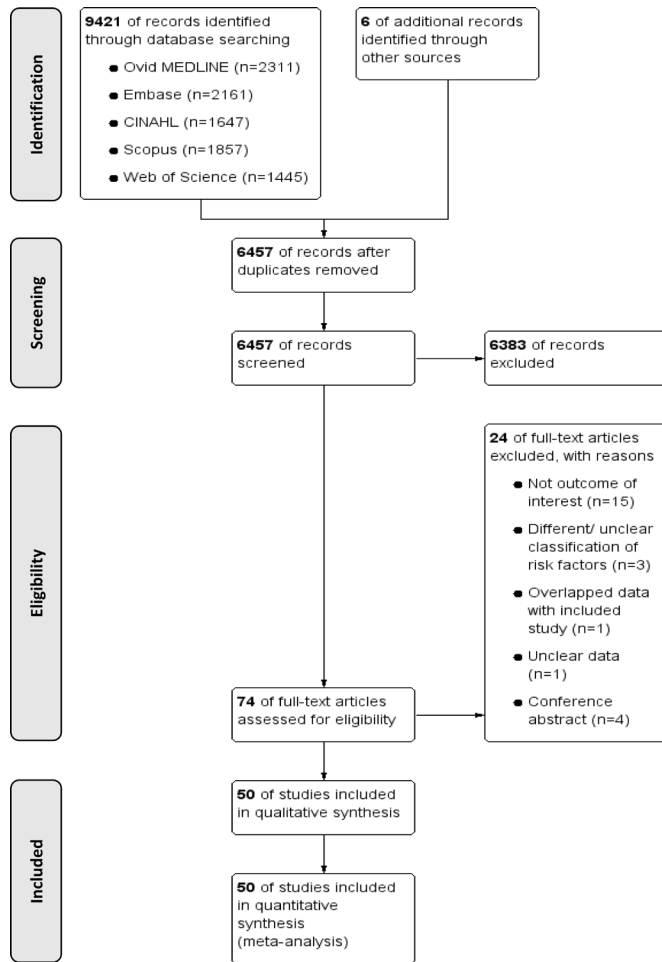 Identification
9421 of records identified
through database searching
● Ovid MEDLINE (n=2311)
● Embase (n=2161)
● CINAHL (n=1647)
● Scopus (n=1857)
● Web of Science (n=1445)
6 of additional records
identified through
other sources
Screening
6457 of records after
duplicates removed
6457 of records
screened
6383 of records
excluded
Eligibility
24 of full-text articles
excluded, with reasons
● Not outcome of
interest (n=15)
● Different/ unclear
classification of
risk factors (n=3)
● Overlapped data
with included
study (n=1)
● Unclear data
(n=1)
● Conference
abstract (n=4)
74 of full-text articles
assessed for eligibility
Included
50 of studies included
in qualitative synthesis
50 of studies included
in quantitative
synthesis
(meta-analysis)